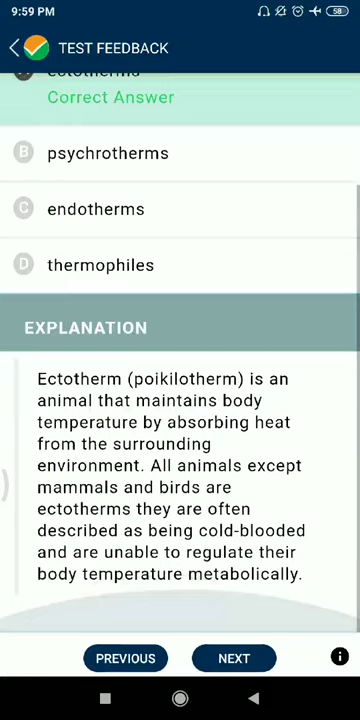 9:59 PM
58
TEST FEEDBACK
ectotherms
Correct Answer
B psychrotherms
C endotherms
D thermophiles
EXPLANATION
Ectotherm (poikilotherm) is an
animal that maintains body
temperature by absorbing heat
from the surrounding
environment. All animals except
mammals and birds are
ectotherms they are often
described as being cold-blooded
and are unable to regulate their
body temperature metabolically.
PREVIOUS
NEXT